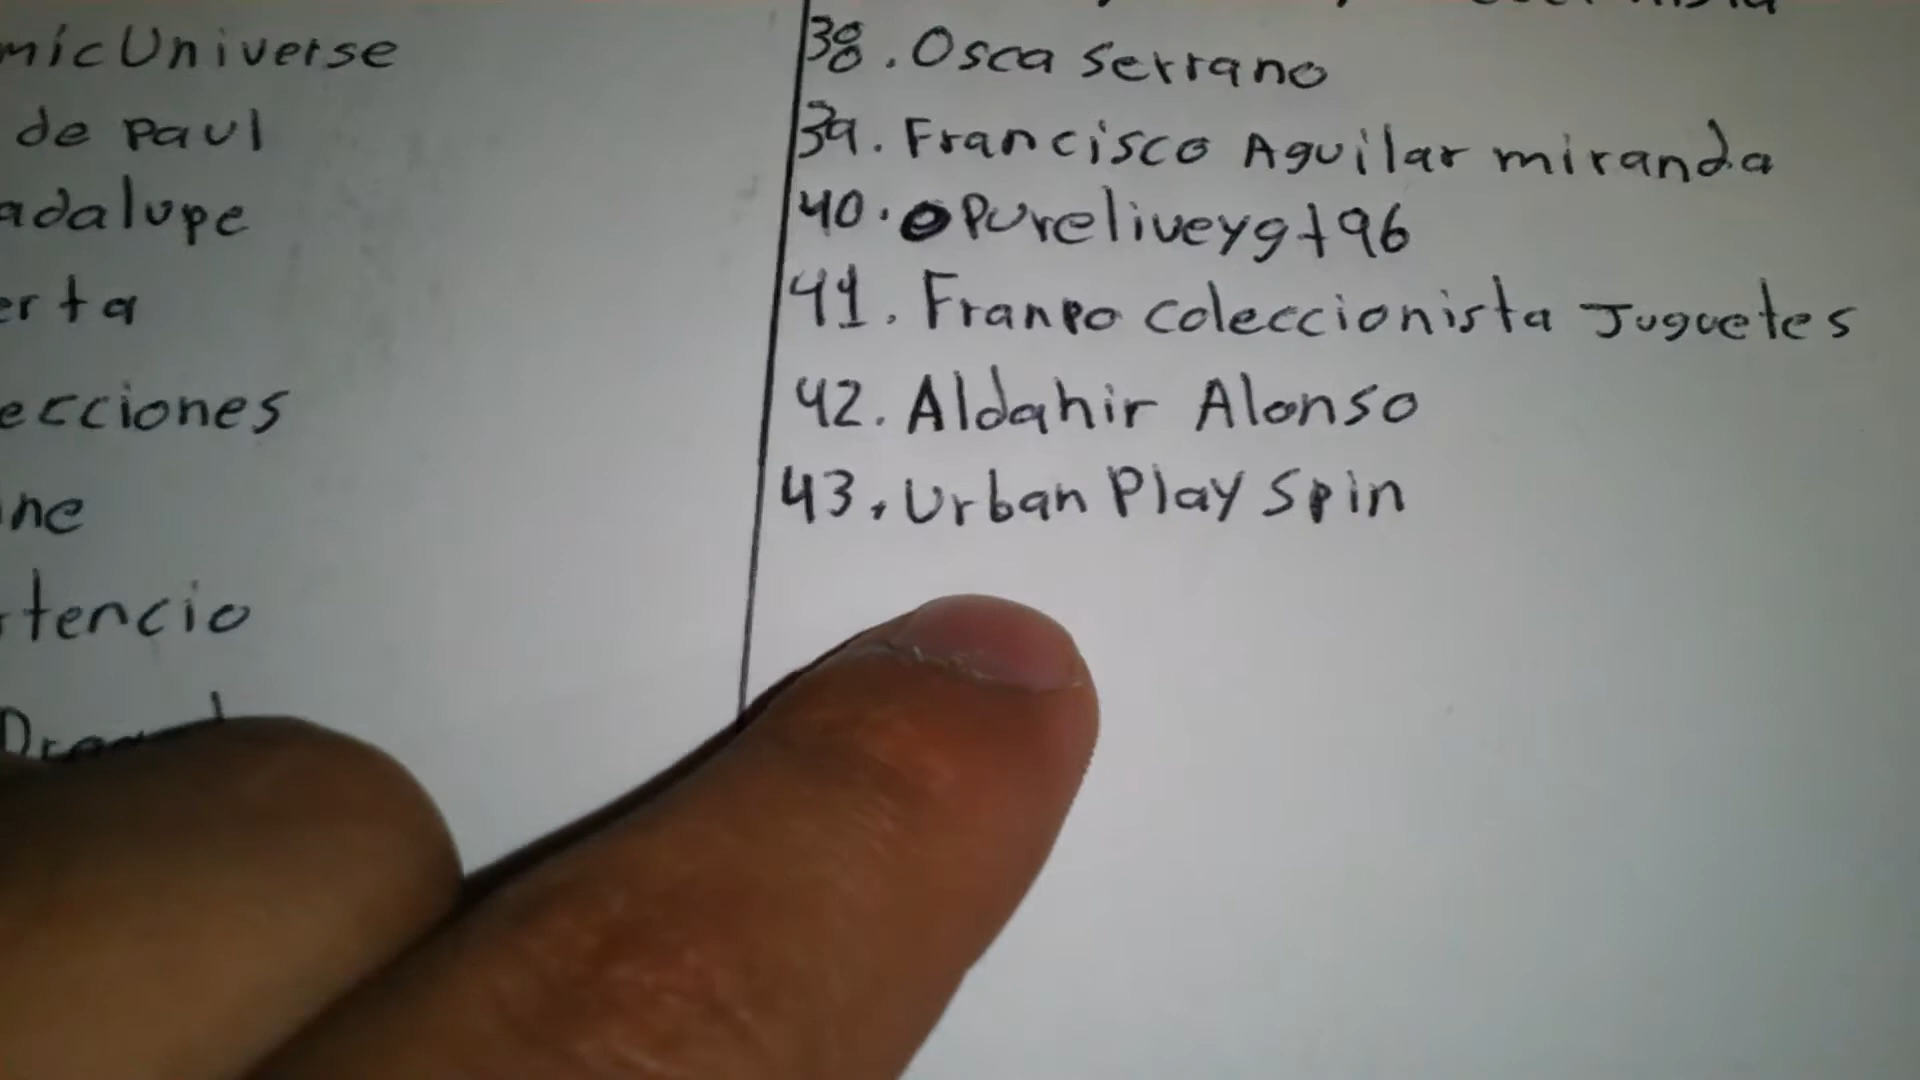 micUniverse
de Paul
adalupe
erta
ecciones
ne
tencio
38. Osca Serrano
39. Francisco Aguilar miranda
40. Pureliveygt96
41. Franpo Coleccionista Juguetes
42. Aldahir Alonso
43. Urban Play Spin